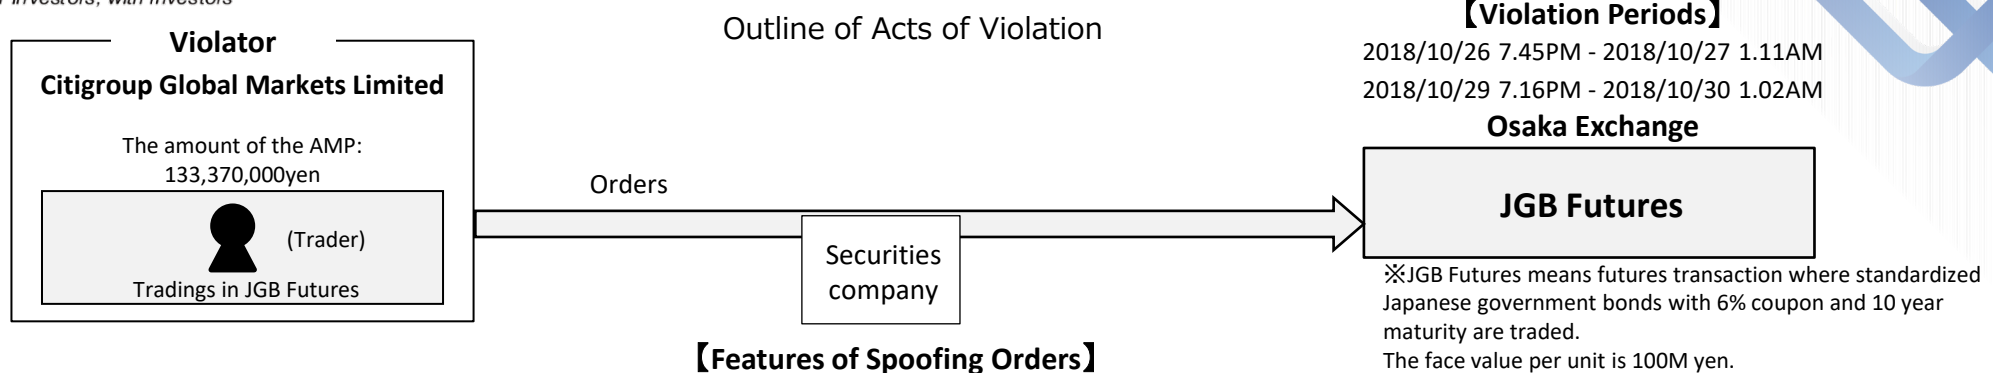 Investors, with Investors
Outline of Acts of Violation
Violator
Citigroup Global Markets Limited
The amount of the AMP:
133,370,000yen
(Trader)
Tradings in JGB Futures
Orders
Securities
company
【Violation Periods】
2018/10/26 7.45PM - 2018/10/27 1.11AM
2018/10/29 7.16PM - 2018/10/30 1.02AM
Osaka Exchange
JGB Futures
※JGB Futures means futures transaction where standardized
Japanese government bonds with 6% coupon and 10 year
maturity are traded.
The face value per unit is 100M yen.
【Features of Spoofing Orders】